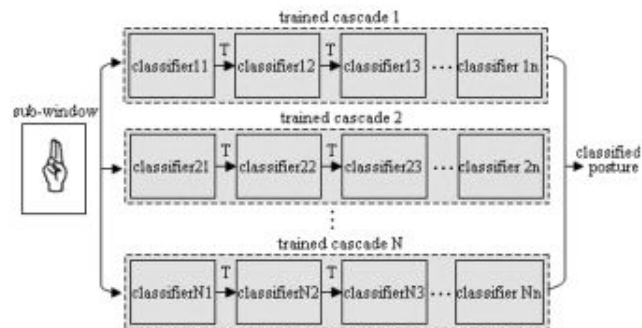 trained cascade 1
T T
classifier11 classifier12 classifier13 ... classifier 1n
sub-window
trained cascade 2
T T
classifier21 classifier22 classifier23 ... classifier 2n
classified
posture
trained cascade N
T T
classifierN1 classifierN2 classifierN3 ... classifier Nn